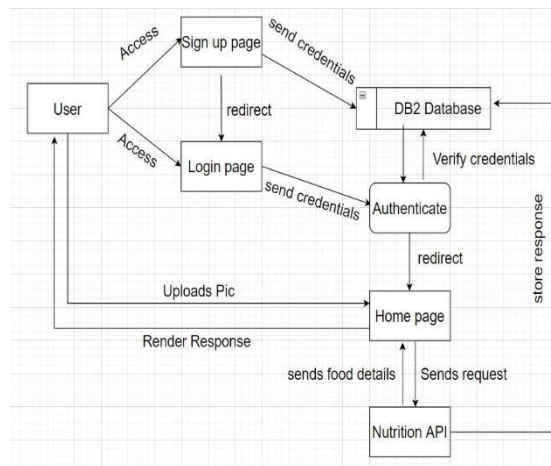 Sign up page
Access
send credentials
User
DB2 Database
redirect
Access
Login page
Verify credentials
send credentials
Authenticate
redirect
store response
Uploads Pic
Home page
Render Response
sends food details
Sends request
Nutrition API